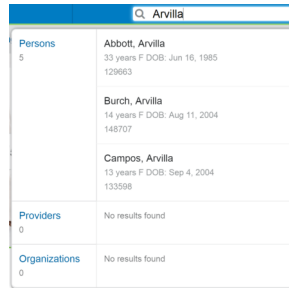 Arvilla
Persons
5
Abbott, Arvilla
33 years F DOB: Jun 16, 1985
129663
Burch, Arvilla
14 years F DOB: Aug 11, 2004
148707
Campos, Arvilla
13 years F DOB: Sep 4, 2004
133598
Providers
0
No results found
Organizations
0
No results found